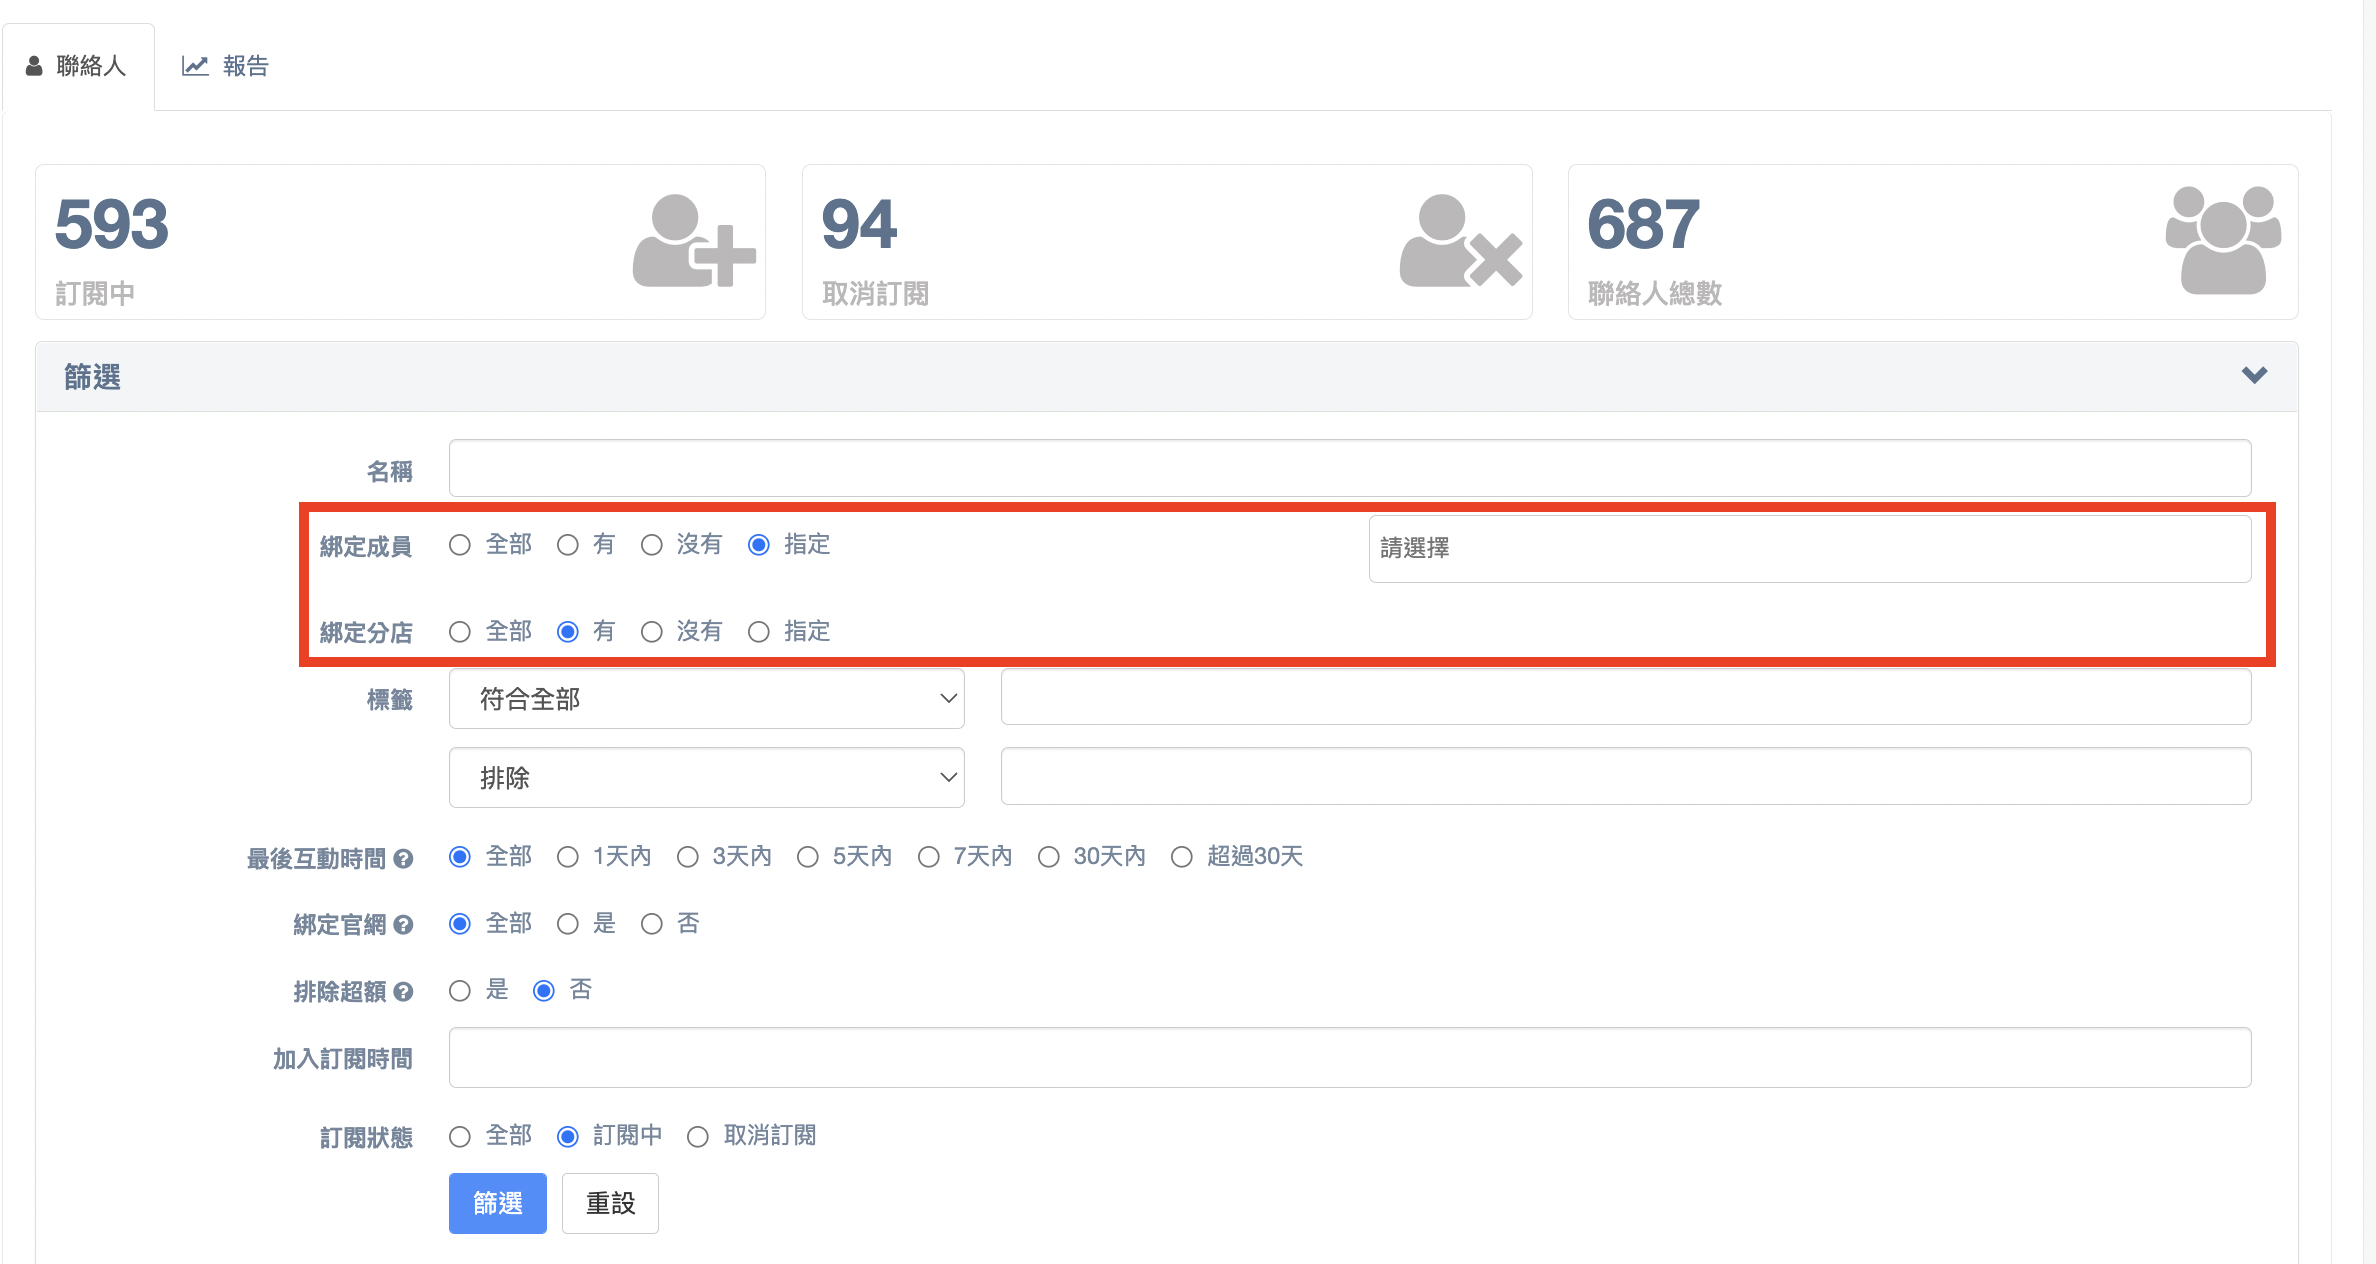 聯絡人 報告
593 94 687
訂閱中 取消訂閱 聯絡人總數
篩選
名稱
綁定成員 全部 有 沒有 指定 請選擇
綁定分店 全部 有 沒有 指定
標籤 符合全部
排除
最後互動時間 全部 1天內 3天內 5天內 7天內 30天內 超過30天
綁定官網 全部 是 否
排除超額 是 否
加入訂閱時間
訂閱狀態 全部 訂閱中 取消訂閱
篩選 重設